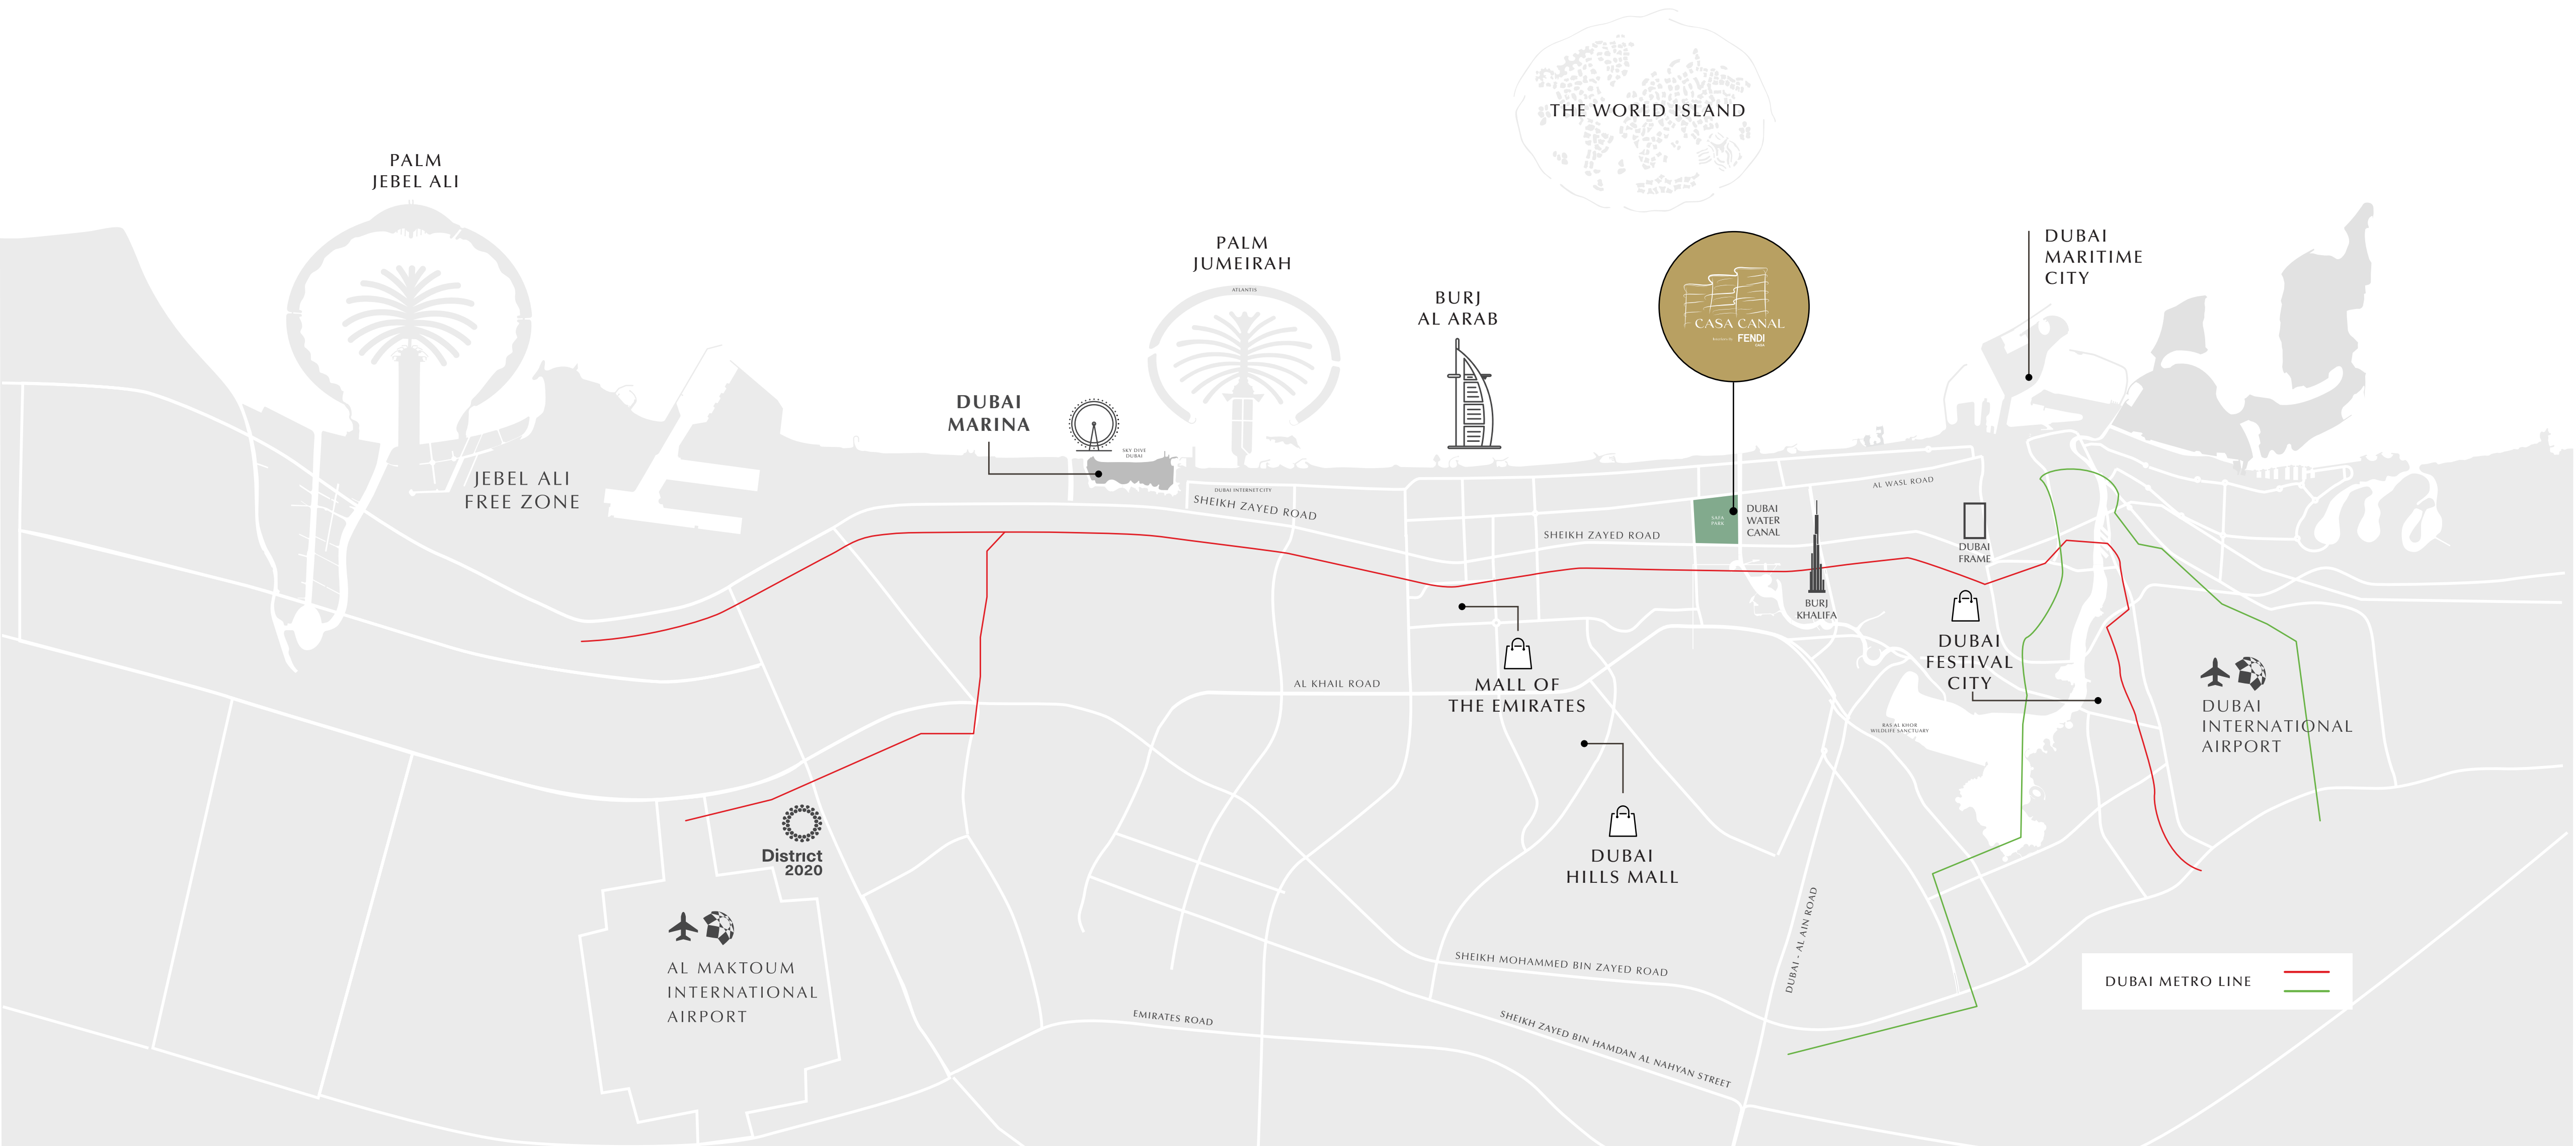 THE WORLD ISLAND
PALM
JEBEL ALI
PALM
JUMEIRAH
ATLANTIS
DUBAI
MARITIME
CITY
BURJ
AL ARAB
CASA CANAL
FENDI
CASA
DUBAI
MARINA
SKY DIVE
DUBAI
JEBEL ALI
FREE ZONE
DUBAI INTERNET CITY
SHEIKH ZAYED ROAD
SHEIKH ZAYED ROAD
SAFA
PARK
DUBAI
WATER
CANAL
AL WASL ROAD
DUBAI
FRAME
BURJ
KHALIFA
DUBAI
FESTIVAL
CITY
AL KHAIL ROAD
MALL OF
THE EMIRATES
RAS AL KHOR
WILDLIFE SANCTUARY
DUBAI
INTERNATIONAL
AIRPORT
District
2020
DUBAI
HILLS MALL
AL MAKTOUM
INTERNATIONAL
AIRPORT
DUBAI - AL AIN ROAD
SHEIKH MOHAMMED BIN ZAYED ROAD
EMIRATES ROAD
SHEIKH ZAYED BIN HAMDAN AL NAHYAN STREET
DUBAI METRO LINE